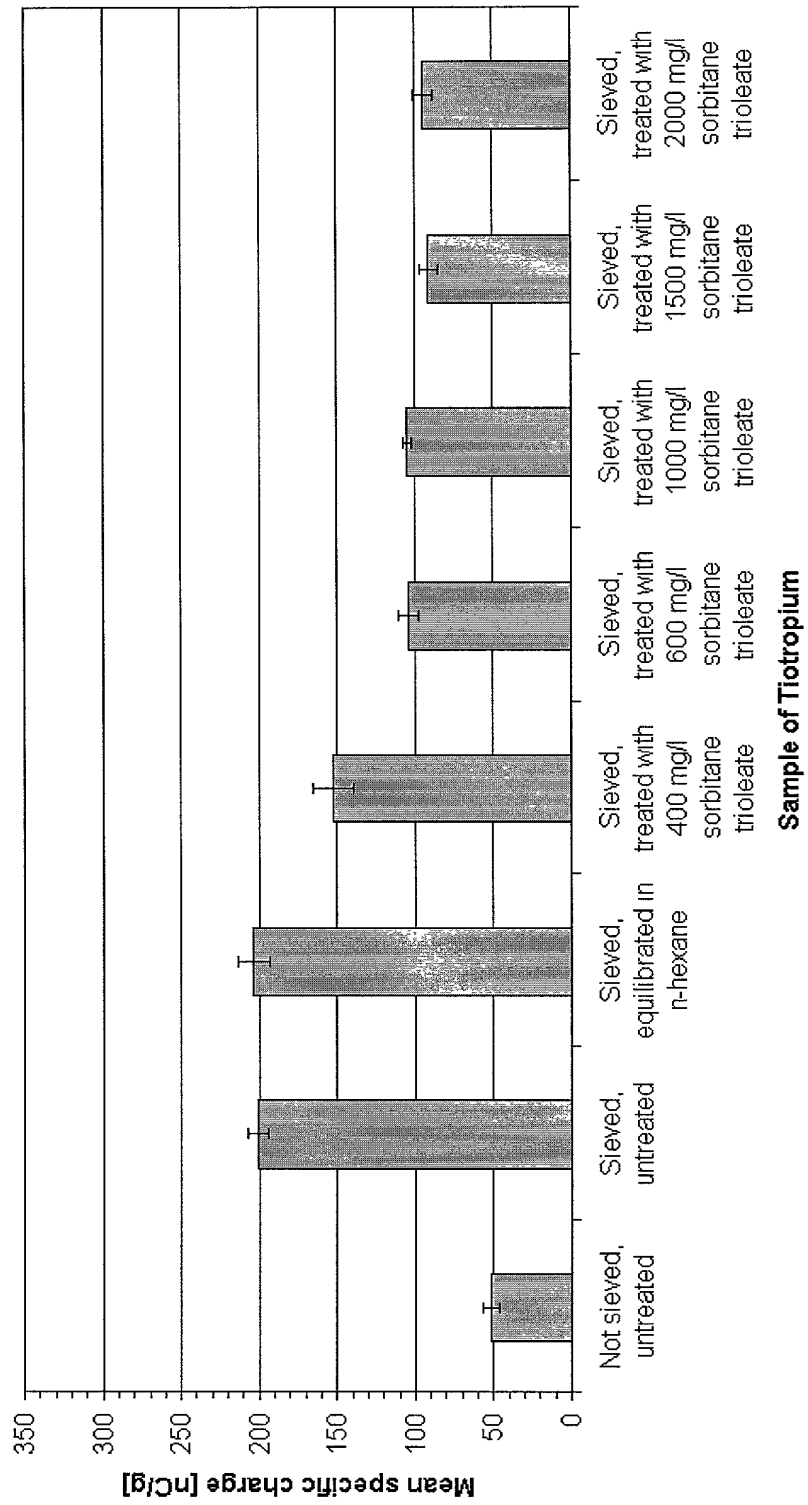 Mean specific charge [nC/g]
350
300
250
200
150
100
50
0
Not sieved,
untreated
Sieved,
untreated
Sieved,
equilibrated in
n-hexane
Sieved,
treated with
400 mg/l
sorbitane
trioleate
Sieved,
treated with
600 mg/l
sorbitane
trioleate
Sieved,
treated with
1000 mg/l
sorbitane
trioleate
Sieved,
treated with
1500 mg/l
sorbitane
trioleate
Sieved,
treated with
2000 mg/l
sorbitane
trioleate
Sample of Tiotropium